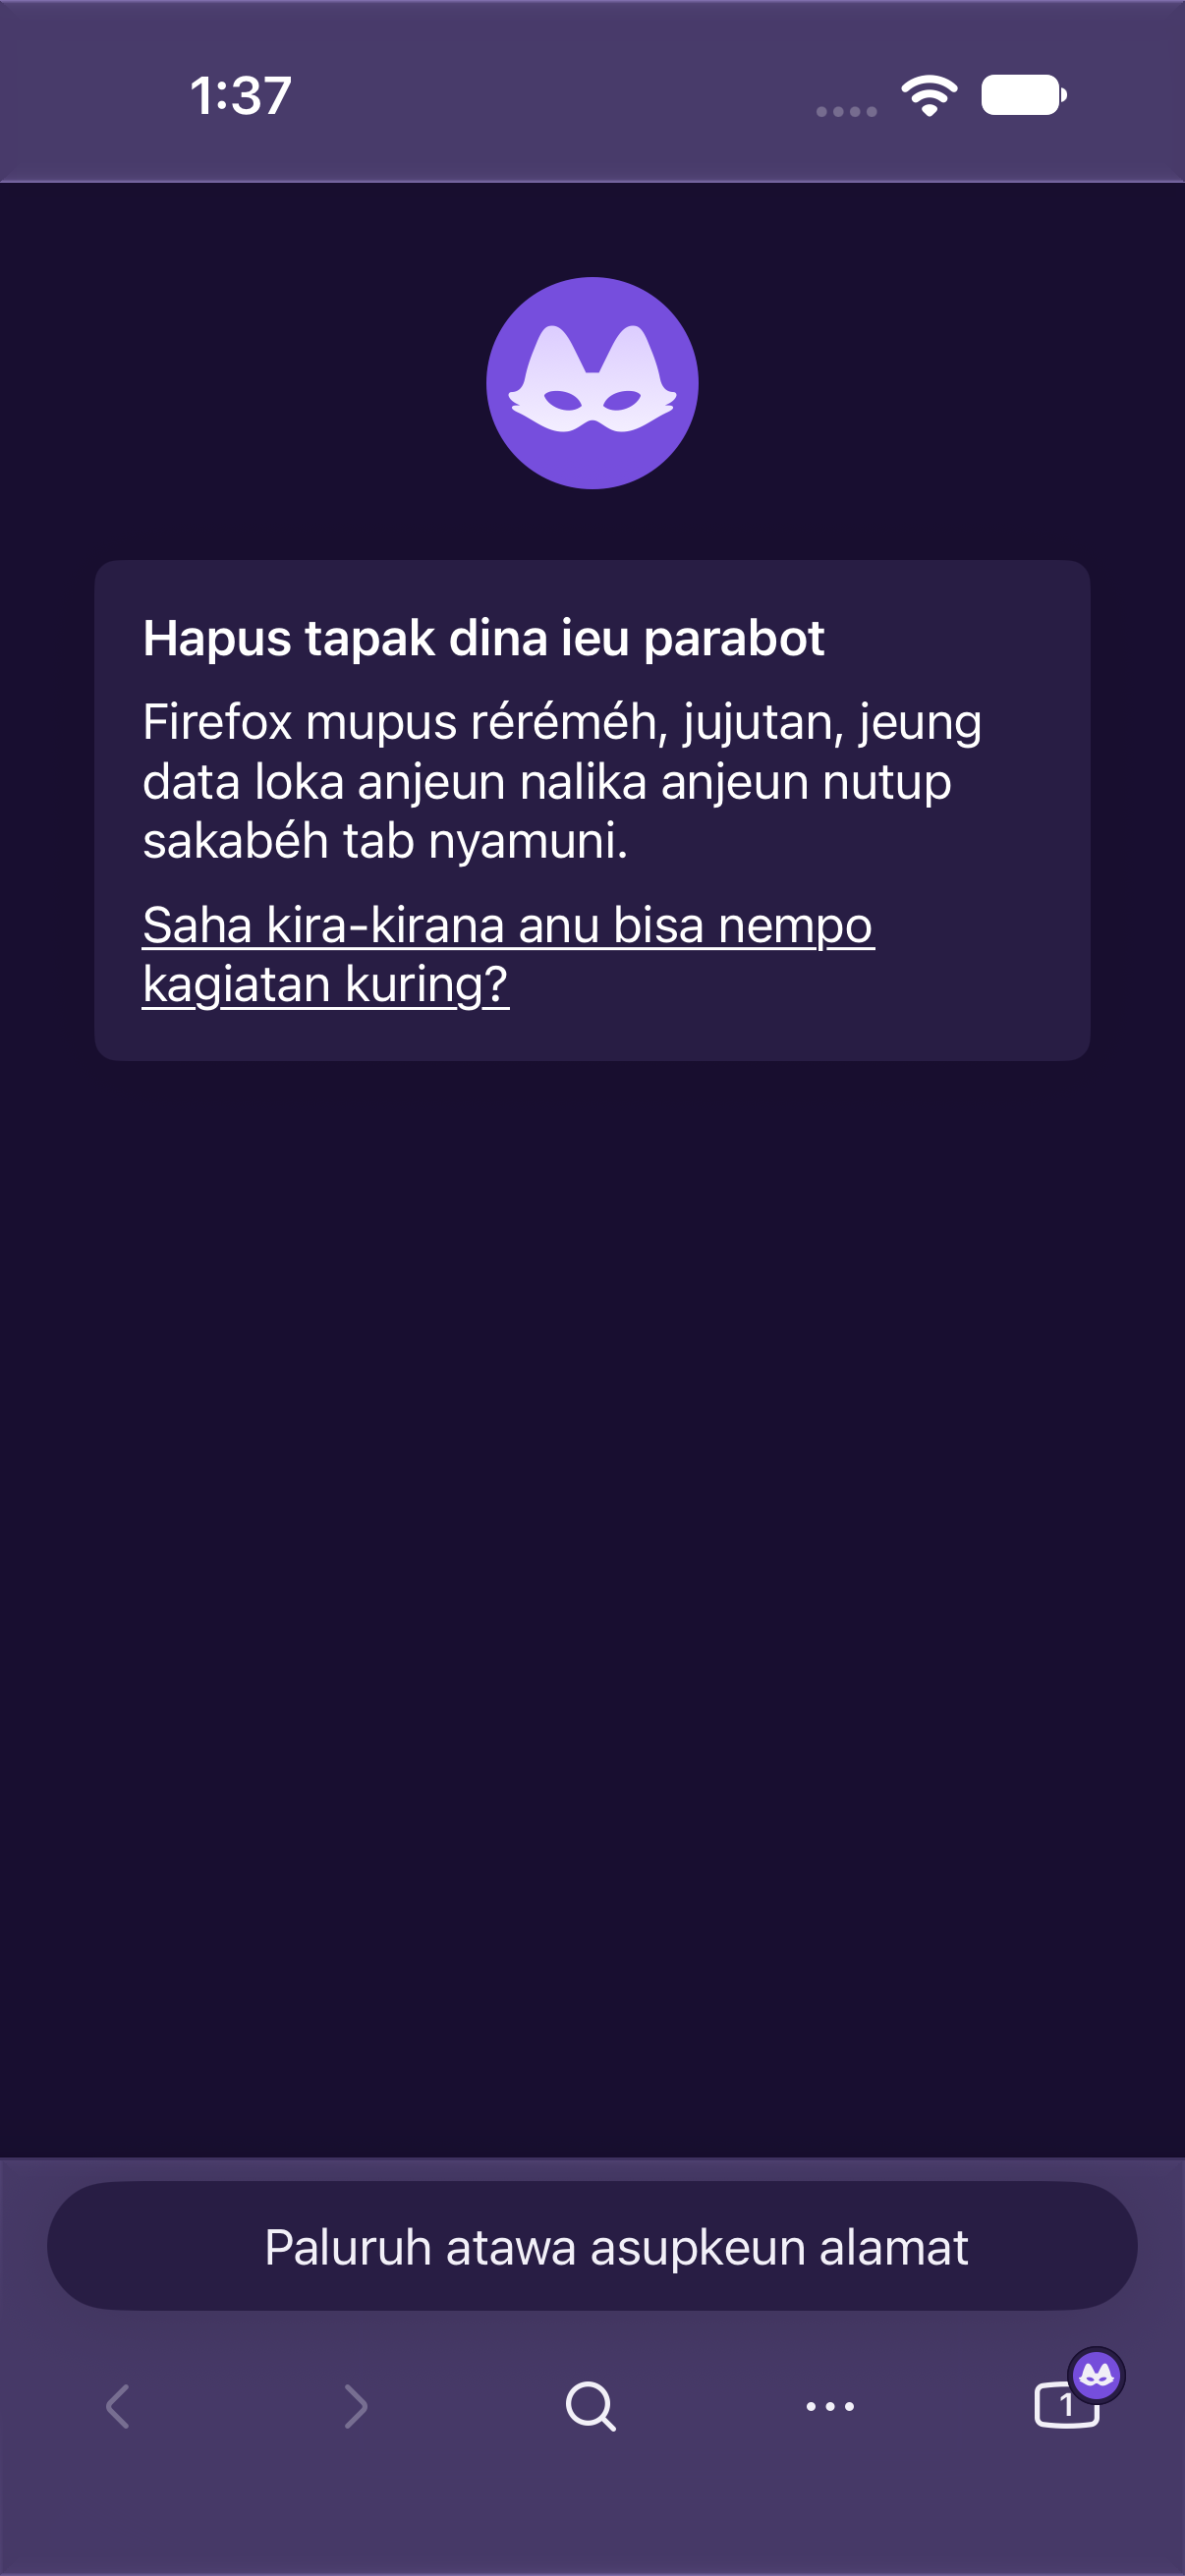 1:37
Hapus tapak dina ieu parabot
Firefox mupus réréméh, jujutan, jeung
data loka anjeun nalika anjeun nutup
sakabéh tab nyamuni.
Saha kira-kirana anu bisa nempo
kagiatan kuring?
Paluruh atawa asupkeun alamat
1